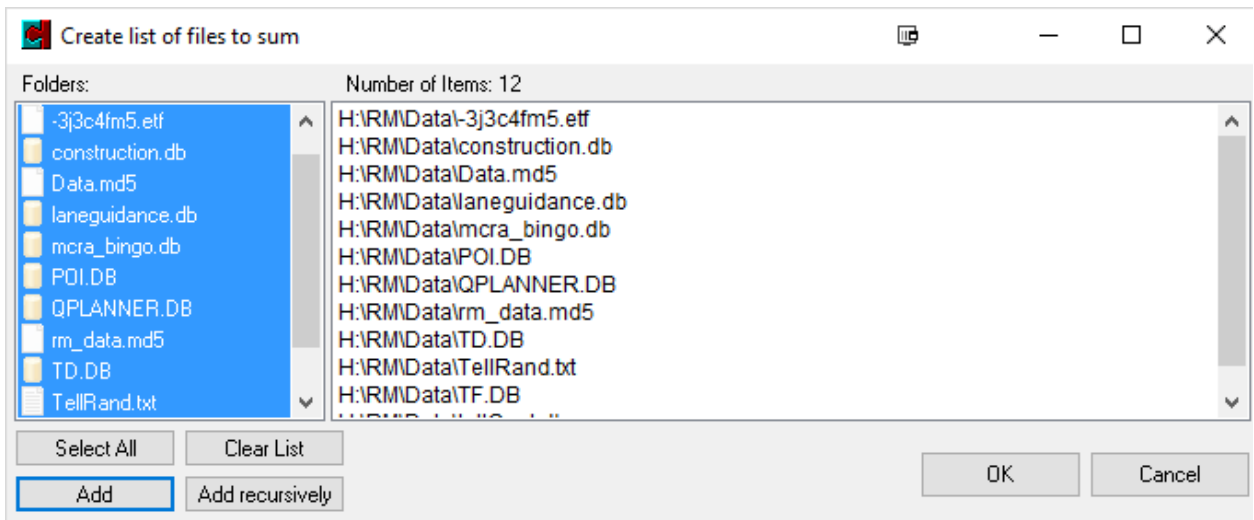 Create list of files to sum
Folders:
Number of Items: 12
-3j3c4fm5.etf
construction.db
Data.md5
laneguidance.db
mcra_bingo.db
POI.DB
QPLANNER.DB
rm_data.md5
TD.DB
TellRand.txt
H:\RM\Data\-3j3c4fm5.etf
H:\RM\Data\construction.db
H:\RM\Data\Data.md5
H:\RM\Data\laneguidance.db
H:\RM\Data\mcra_bingo.db
H:\RM\Data\POI.DB
H:\RM\Data\QPLANNER.DB
H:\RM\Data\rm_data.md5
H:\RM\Data\TD.DB
H:\RM\Data\TellRand.txt
H:\RM\Data\TF.DB
Select All
Clear List
Add
Add recursively
OK
Cancel